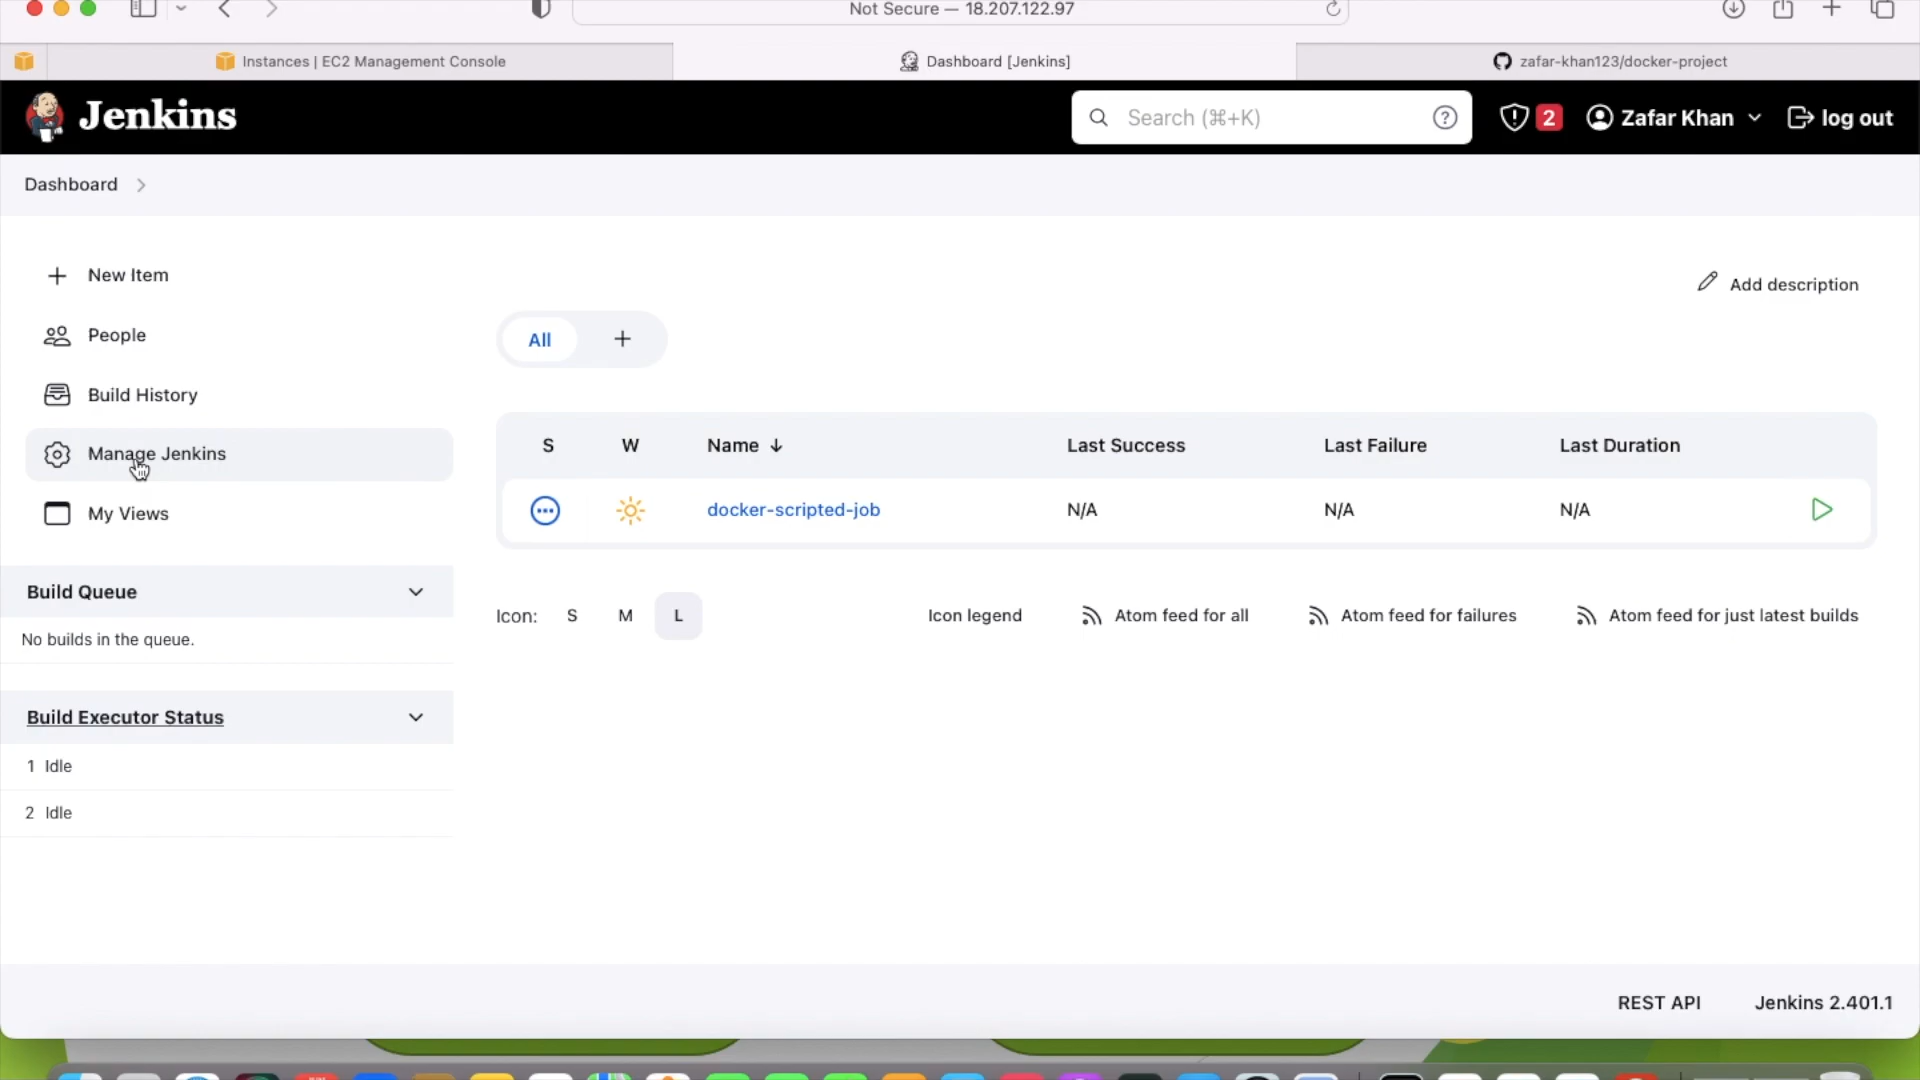 Not Secure — 18.207.122.97
Instances | EC2 Management Console
Dashboard [Jenkins]
zafar-khan123/docker-project
Jenkins
Search (⌘+K)
2
Zafar Khan
log out
Dashboard
New Item
People
Build History
Manage Jenkins
My Views
Build Queue
No builds in the queue.
Build Executor Status
1 Idle
2 Idle
Add description
All +
S W Name ↓ Last Success Last Failure Last Duration
docker-scripted-job N/A N/A N/A
Icon: S M L
Icon legend
Atom feed for all
Atom feed for failures
Atom feed for just latest builds
REST API
Jenkins 2.401.1